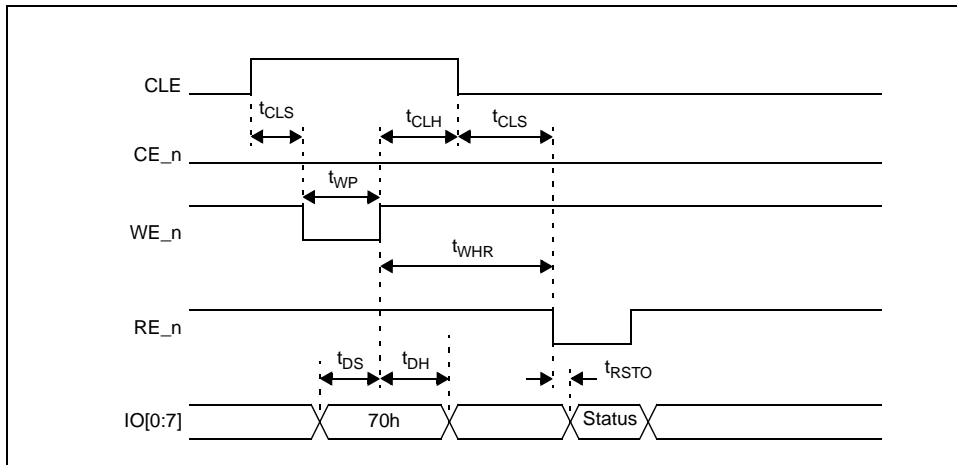 CLE
tCLS
tCLH
tCLS
CE_n
tWP
WE_n
tWHR
RE_n
tDS
tDH
tRSTO
IO[0:7]
70h
Status